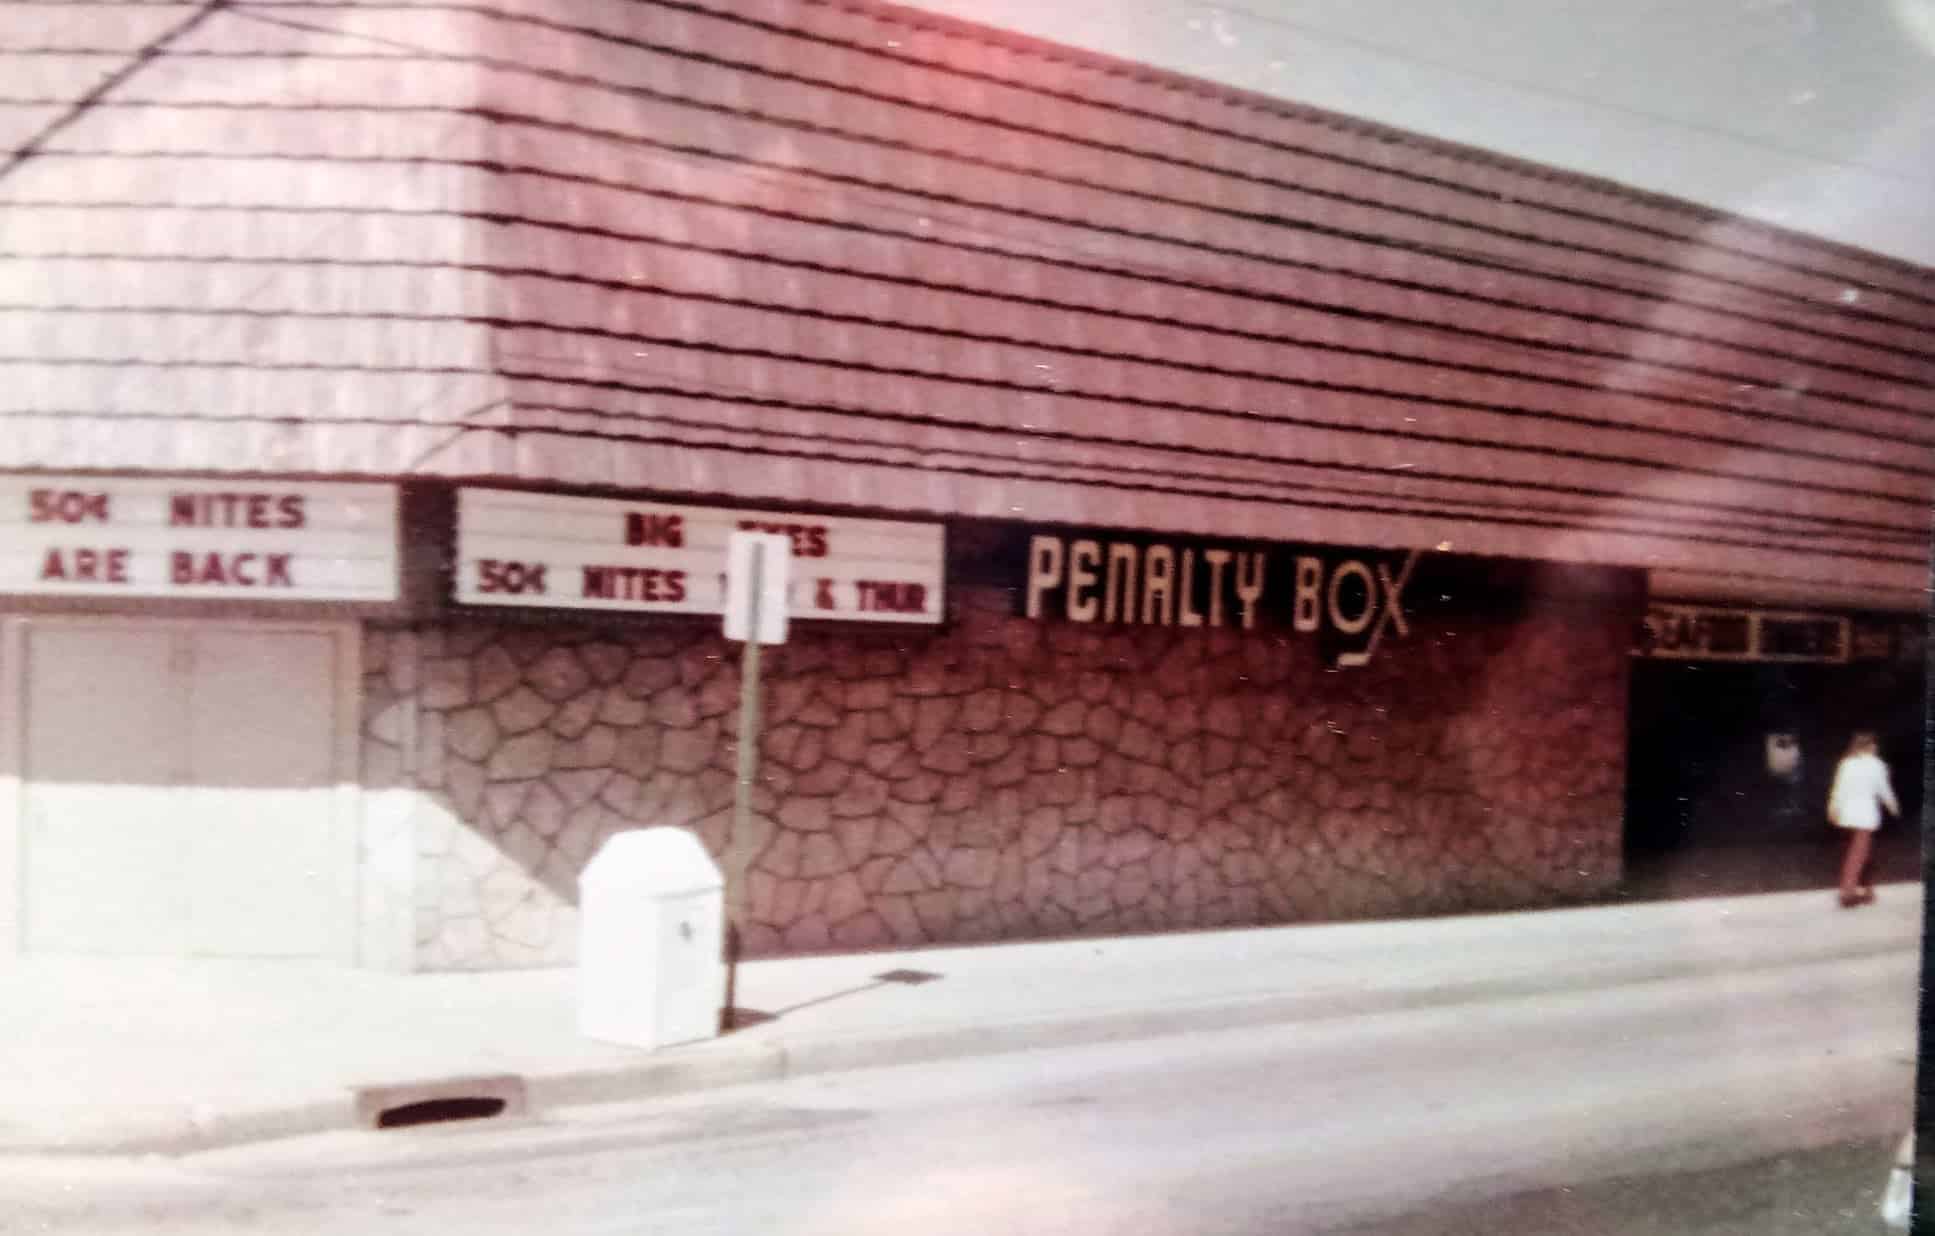 50¢ NITES
ARE BACK
BIG
50¢ NITES & THUR
PENALTY BOX